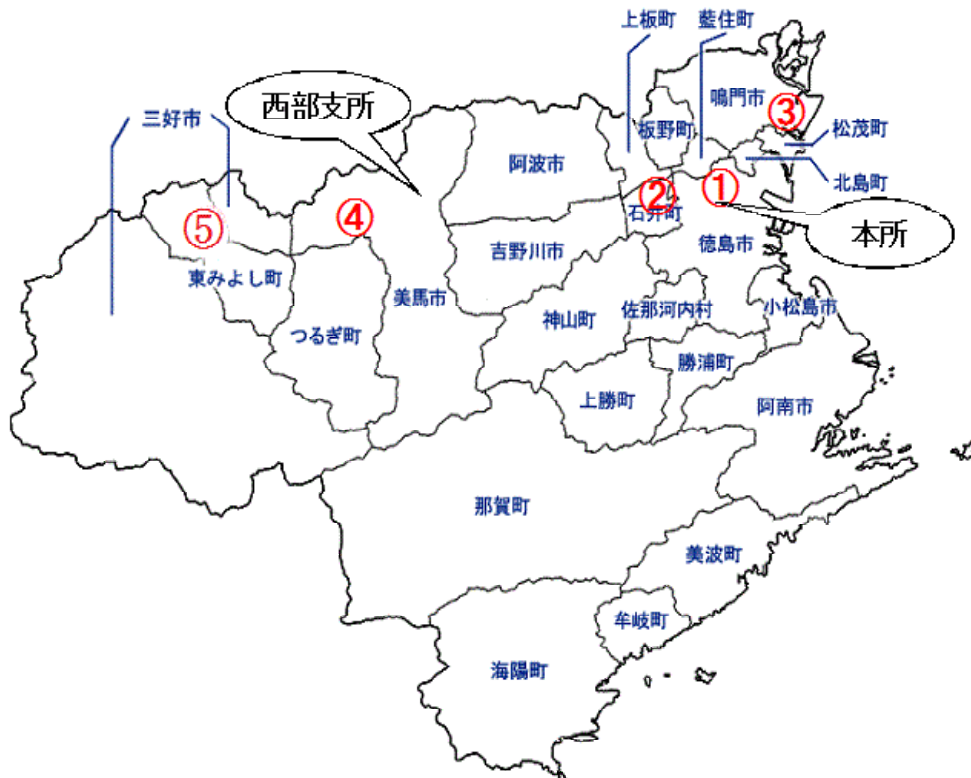 上板町
藍住町
鳴門市
③
松茂町
西部支所
三好市
板野町
阿波市
北島町
⑤
④
②
石井町
①
本所
徳島市
吉野川市
東みよし町
美馬市
つるぎ町
神山町
佐那河内村
小松島市
勝浦町
上勝町
阿南市
那賀町
美波町
牟岐町
海陽町